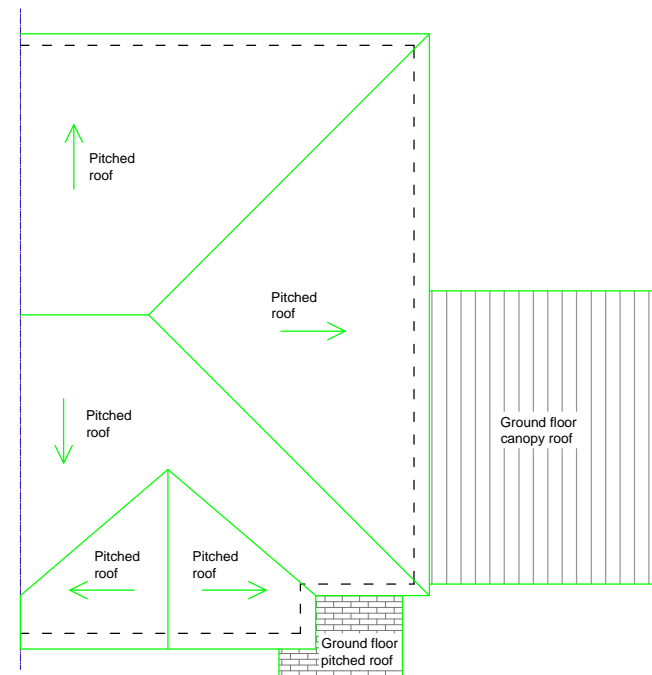 Pitched
roof
Pitched
roof
Pitched
roof
Ground floor
canopy roof
Pitched
roof
Pitched
roof
Ground floor
pitched roof